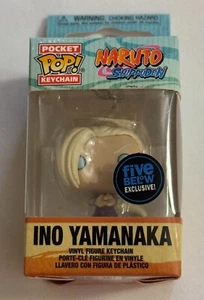 WARNING:
POCKET
POP!
KEYCHAIN
NARUTO
SHIPPUDEN
five
BELOW
EXCLUSIVE!
INO YAMANAKA
VINYL FIGURE KEYCHAIN
PORTE-CLÉ FIGURINE EN VINYLE
LLAVERO CON FIGURA DE PLÁSTICO